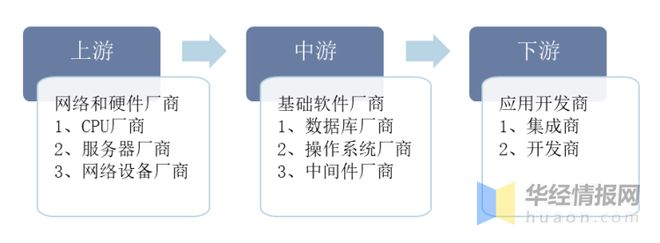 上游
网络和硬件厂商
1、CPU厂商
2、服务器厂商
3、网络设备厂商
中游
基础软件厂商
1、数据库厂商
2、操作系统厂商
3、中间件厂商
下游
应用开发商
1、集成商
2、开发商
华经情报网
huaon.com